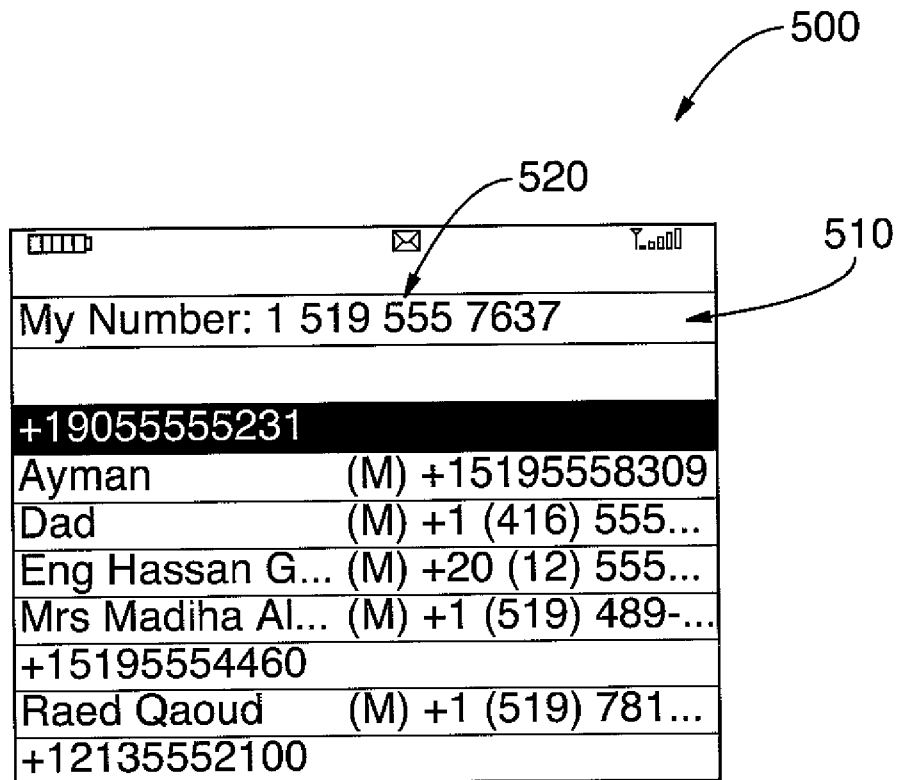 500
520
510
My Number: 1 519 555 7637
+19055555231
Ayman (M) +15195558309
Dad (M) +1 (416) 555...
Eng Hassan G... (M) +20 (12) 555...
Mrs Madiha Al... (M) +1 (519) 489-...
+15195554460
Raed Qaoud (M) +1 (519) 781...
+12135552100